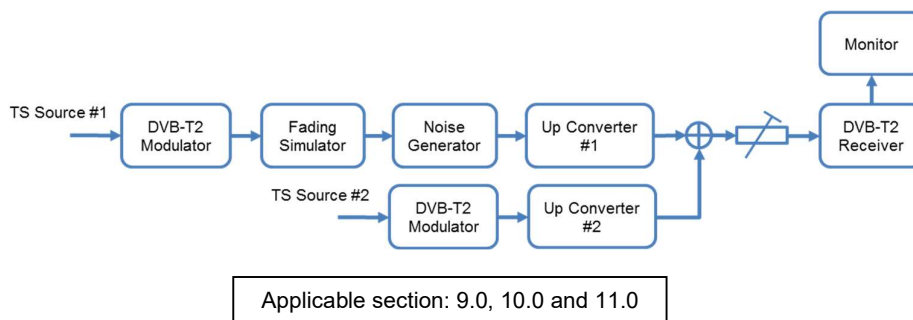 Monitor
TS Source #1
DVB-T2
Modulator
Fading
Simulator
Noise
Generator
Up Converter
#1
DVB-T2
Receiver
TS Source #2
DVB-T2
Modulator
Up Converter
#2
Applicable section: 9.0, 10.0 and 11.0